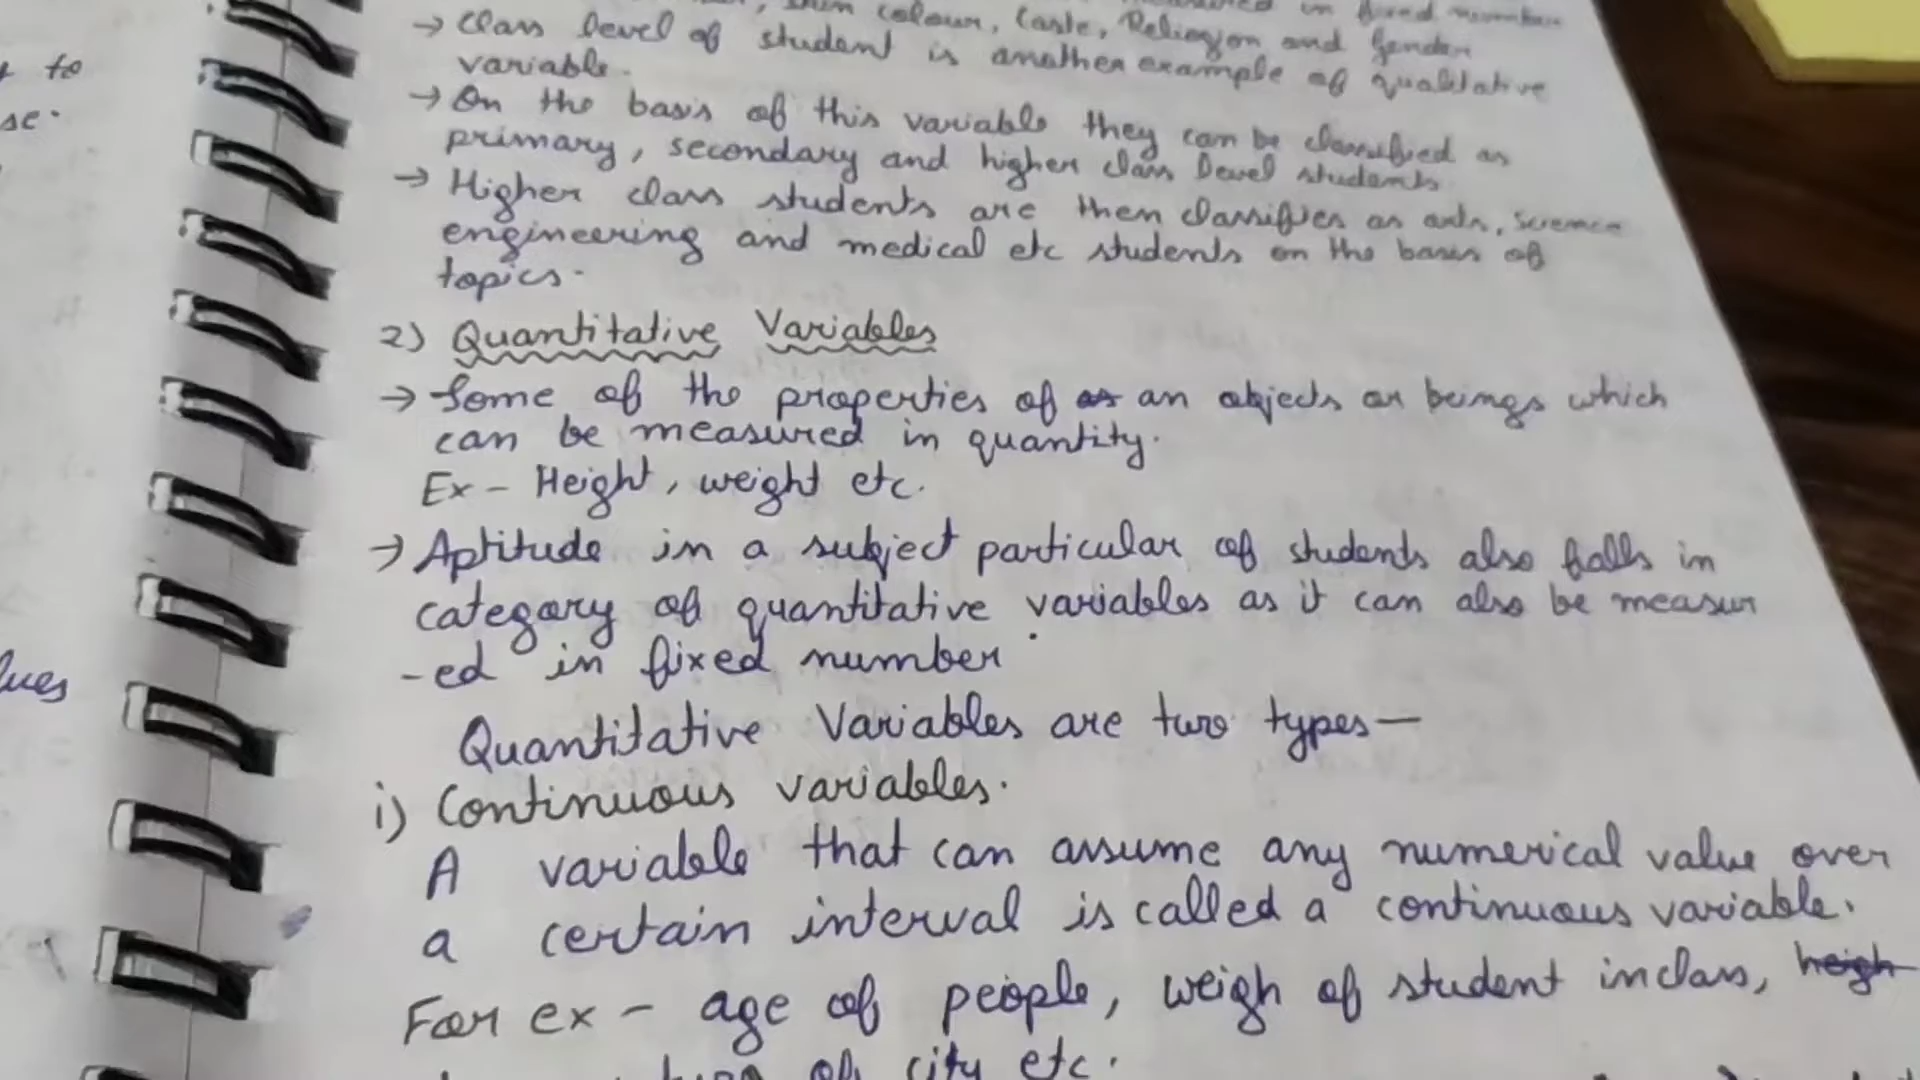 colour, Caste, Religion and Gender
→ Class level of student is another example of qualitative
variable.
→ On the basis of this variable they can be classified as
primary, secondary and higher class level students
→ Higher class students are then classifies as arts, science
engineering and medical etc students on the bases of
topics.
2) Quantitative Variables
→ Some of the properties of as an objects or beings which
can be measured in quantity.
Ex - Height, weight etc.
→ Aptitude in a subject particular of students also falls in
category of quantitative variables as it can also be measur
-ed in fixed number
Quantitative Variables are two types—
i) Continuous variables.
A variable that can assume any numerical value over
a certain interval is called a continuous variable.
For ex - age of people, weigh of student in class, heigh
of city etc.
to
se.
lues